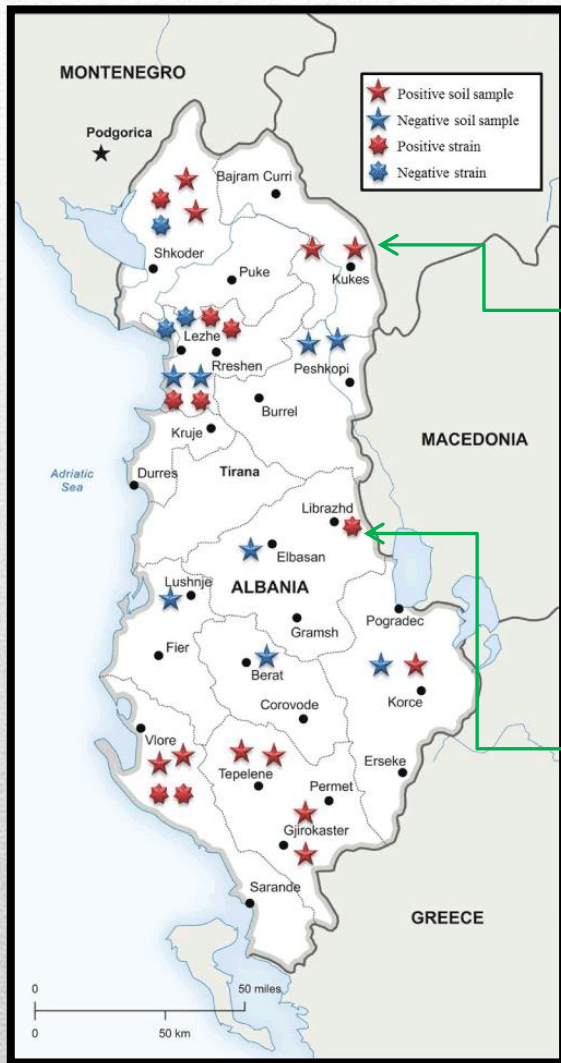 MONTENEGRO
Positive soil sample
Negative soil sample
Positive strain
Negative strain
Podgorica
Bajram Curri
Shkoder
Puke
Kukes
Lezhe
Rreshen
Peshkopi
Burrel
Kruje
MACEDONIA
Adriatic
Sea
Durres
Tirana
Librazhd
Elbasan
Lushnje
ALBANIA
Gramsh
Pogradec
Fier
Berat
Korce
Corovode
Vlore
Tepelene
Erseke
Permet
Gjirokaster
Sarande
GREECE
0 50 miles
0 50 km